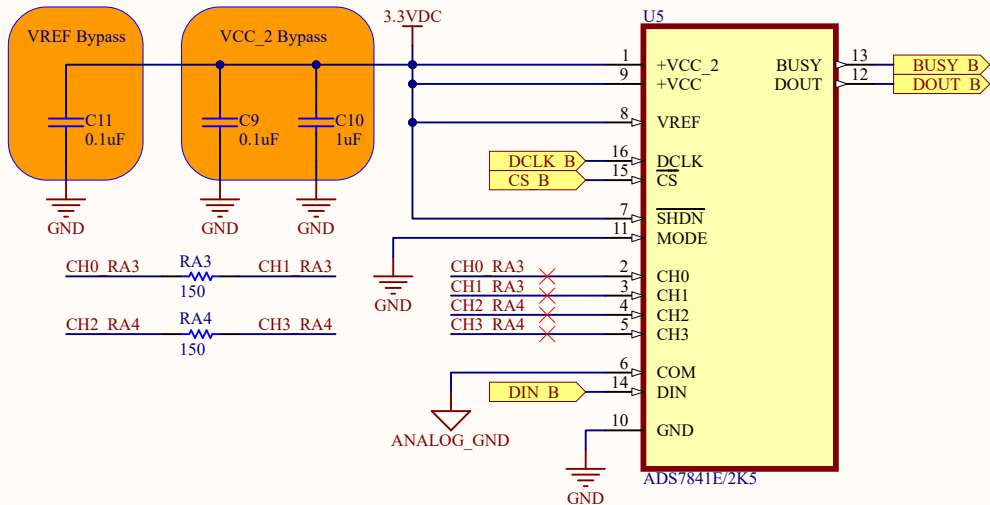 VREF Bypass
VCC_2 Bypass
3.3VDC
C11
0.1uF
C9
0.1uF
C10
1uF
GND
GND
GND
CH0_RA3
RA3
150
CH1_RA3
CH2_RA4
RA4
150
CH3_RA4
U5
1
+VCC_2
9
+VCC
8
VREF
DCLK_B
16
DCLK
CS_B
15
CS
7
SHDN
11
MODE
GND
CH0_RA3
2
CH0
CH1_RA3
3
CH1
CH2_RA4
4
CH2
CH3_RA4
5
CH3
6
COM
ANALOG_GND
DIN_B
14
DIN
10
GND
GND
BUSY
13
BUSY_B
DOUT
12
DOUT_B
ADS7841E/2K5